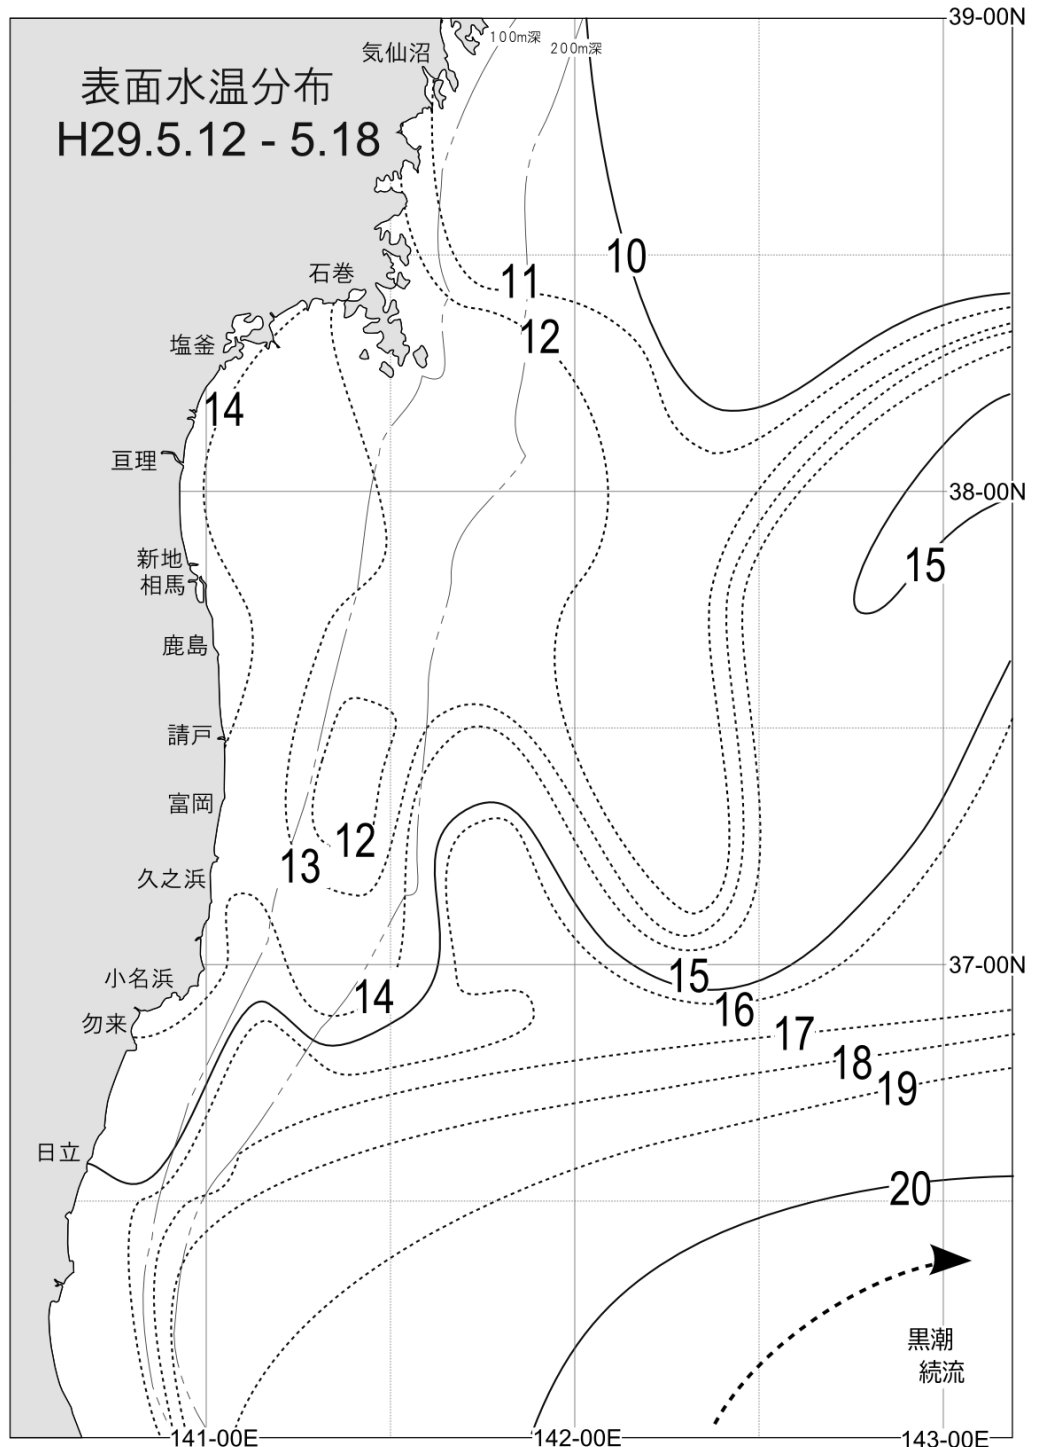 39-00N
100m深
200m深
気仙沼
表面水温分布
H29.5.12 - 5.18
10
石巻
11
12
塩釜
14
亘理
38-00N
新地
15
相馬
鹿島
請戸
富岡
12
13
久之浜
37-00N
小名浜
15
14
16
勿来
17
18
19
日立
20
黒潮
続流
141-00E
142-00E
143-00E